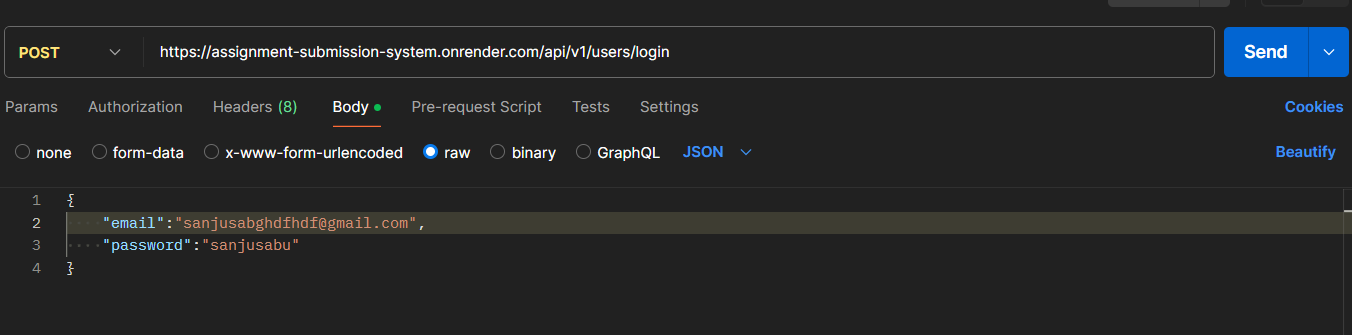 POST https://assignment-submission-system.onrender.com/api/v1/users/login Send
Params Authorization Headers (8) Body Pre-request Script Tests Settings Cookies
none form-data x-www-form-urlencoded raw binary GraphQL JSON Beautify
1 {
2 "email":"sanjusabghdfhdf@gmail.com",
3 "password":"sanjusabu"
4 }